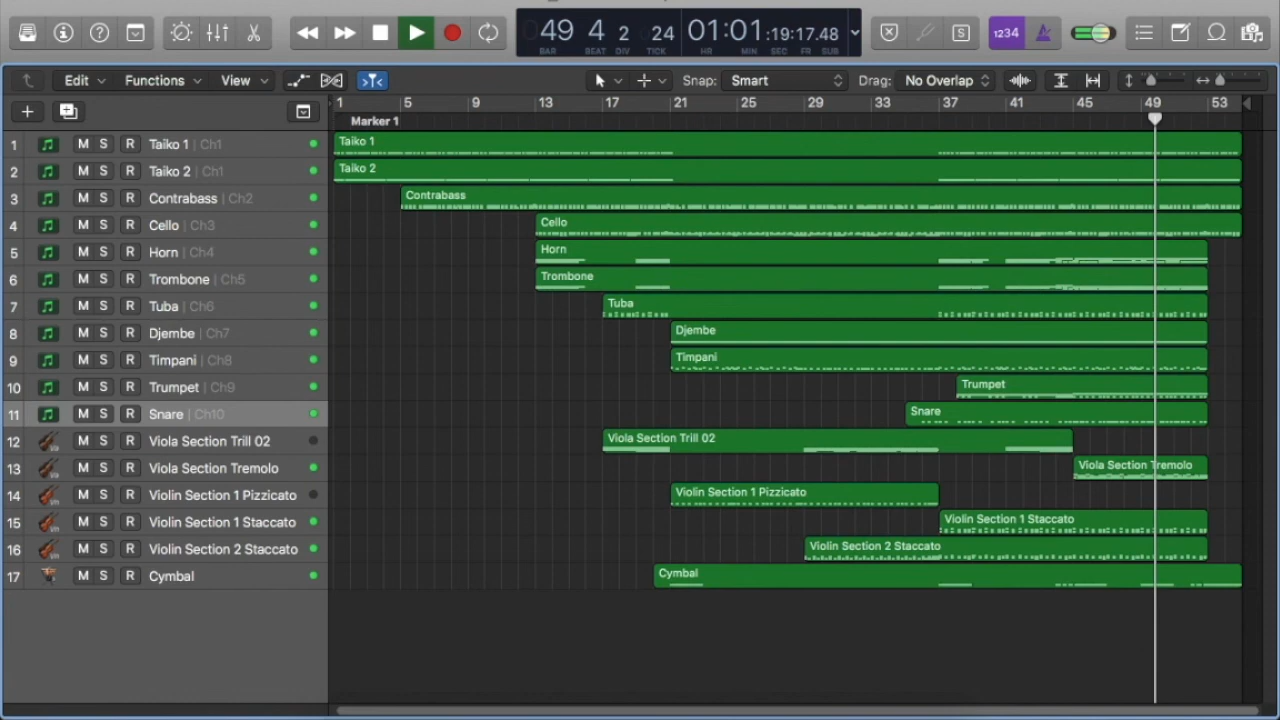 1234
49 4 2 24 01:01:19:17.48
BAR BEAT DIV TICK HR MIN SEC FR SUB
Edit Functions View Snap: Smart Drag: No Overlap
1 5 9 13 17 21 25 29 33 37 41 45 49 53
Marker 1
1 M S R Taiko 1 | Ch1 Taiko 1
2 M S R Taiko 2 | Ch1 Taiko 2
3 M S R Contrabass | Ch2 Contrabass
4 M S R Cello | Ch3 Cello
5 M S R Horn | Ch4 Horn
6 M S R Trombone | Ch5 Trombone
7 M S R Tuba | Ch6 Tuba
8 M S R Djembe | Ch7 Djembe
9 M S R Timpani | Ch8 Timpani
10 M S R Trumpet | Ch9 Trumpet
11 M S R Snare | Ch10 Snare
12 M S R Viola Section Trill 02 Viola Section Trill 02
13 M S R Viola Section Tremolo Viola Section Tremolo
14 M S R Violin Section 1 Pizzicato Violin Section 1 Pizzicato
15 M S R Violin Section 1 Staccato Violin Section 1 Staccato
16 M S R Violin Section 2 Staccato Violin Section 2 Staccato
17 M S R Cymbal Cymbal